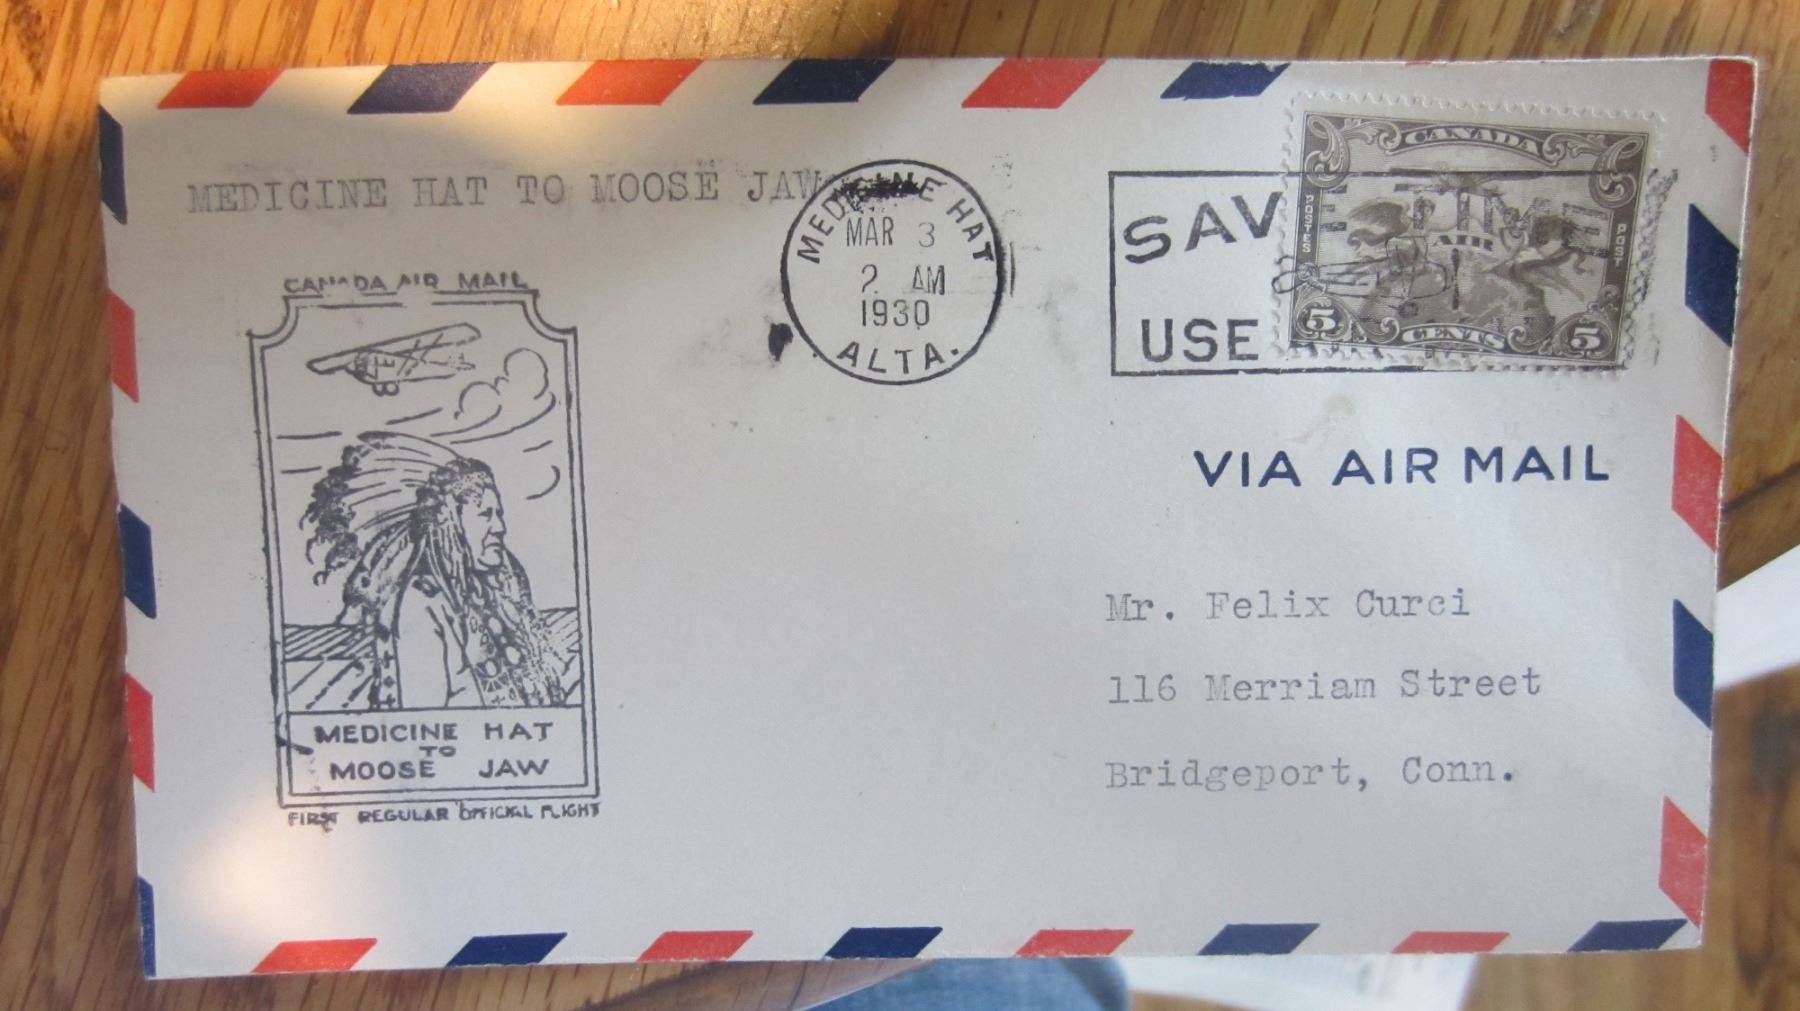 MEDICINE HAT TO MOOSE JAW
MEDICINE HAT
MAR 3
2 AM
1930
ALTA.
SAVE TIME
USE
CANADA
POSTES
AIR
POST
5 CENTS 5
CANADA AIR MAIL
VIA AIR MAIL
Mr. Felix Curci
116 Merriam Street
Bridgeport, Conn.
MEDICINE HAT
TO
MOOSE JAW
FIRST REGULAR OFFICIAL FLIGHT